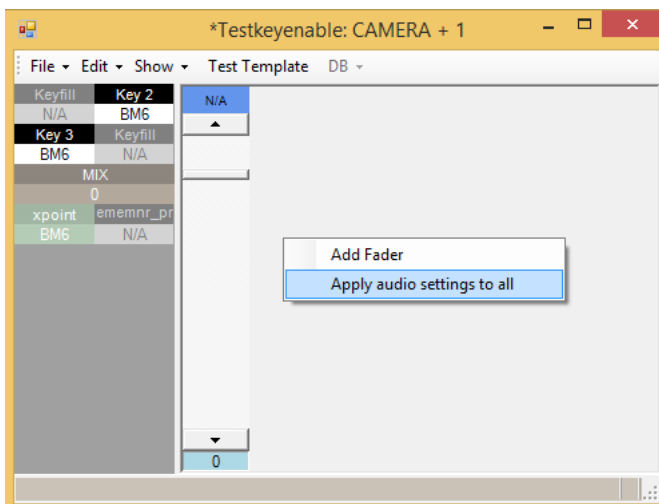 *Testkeyenable: CAMERA + 1
File Edit Show Test Template DB
Keyfill Key 2
N/A BM6
Key 3 Keyfill
BM6 N/A
MIX
0
xpoint ememnr_pr
BM6 N/A
N/A
Add Fader
Apply audio settings to all
0